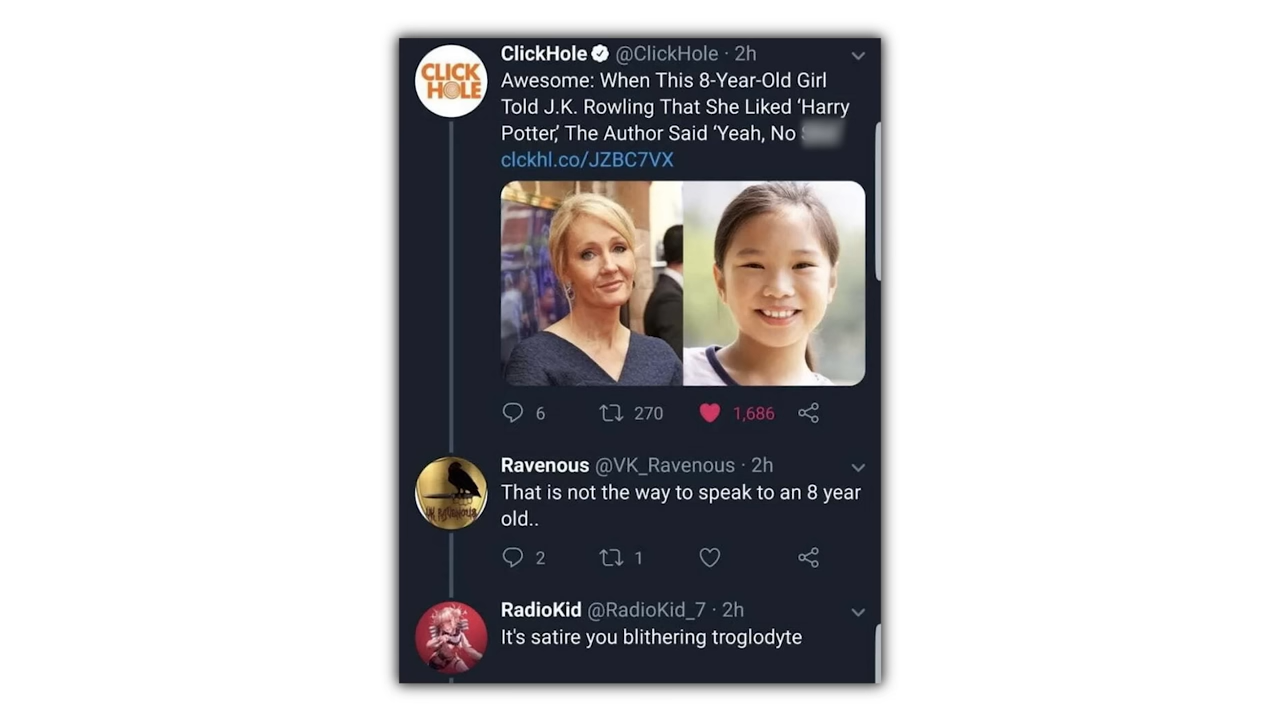 CLICK
HOLE
ClickHole @ClickHole · 2h
Awesome: When This 8-Year-Old Girl
Told J.K. Rowling That She Liked ‘Harry
Potter,’ The Author Said ‘Yeah, No
clckhl.co/JZBC7VX
6 270 1,686
Ravenous @VK_Ravenous · 2h
That is not the way to speak to an 8 year
old..
2 1
RadioKid @RadioKid_7 · 2h
It's satire you blithering troglodyte